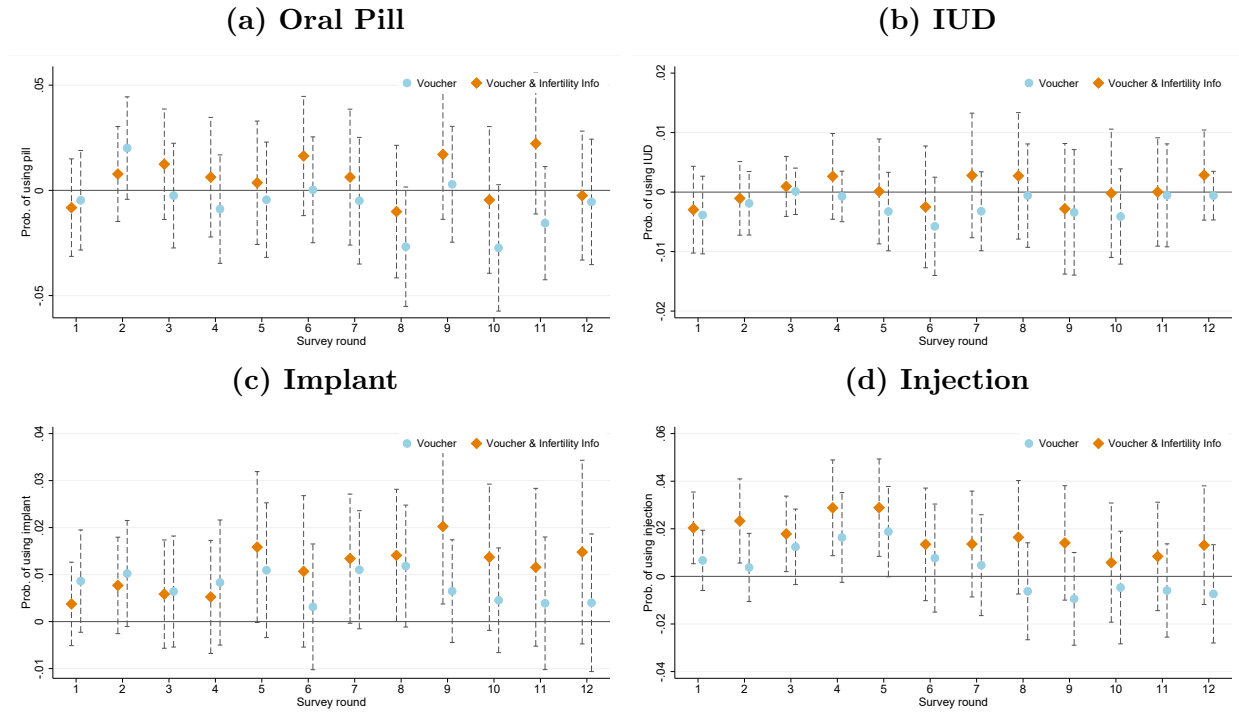 (a) Oral Pill
Voucher Voucher & Infertility Info
Prob. of using pill
.05
0
-.05
1 2 3 4 5 6 7 8 9 10 11 12
Survey round
(b) IUD
Voucher Voucher & Infertility Info
Prob. of using IUD
.02
.01
0
-.01
-.02
1 2 3 4 5 6 7 8 9 10 11 12
Survey round
(c) Implant
Voucher Voucher & Infertility Info
Prob. of using implant
.04
.03
.02
.01
0
-.01
1 2 3 4 5 6 7 8 9 10 11 12
Survey round
(d) Injection
Voucher Voucher & Infertility Info
Prob. of using injection
.06
.04
.02
0
-.02
-.04
1 2 3 4 5 6 7 8 9 10 11 12
Survey round